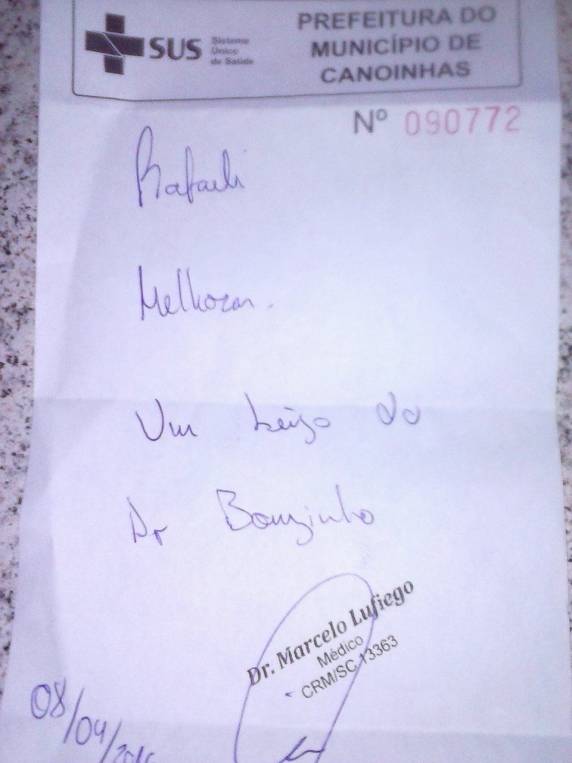 SUS Sistema Único de Saúde
PREFEITURA DO
MUNICÍPIO DE
CANOINHAS
Nº 090772
Rafaeli
Melhoras.
Um beijo do
Dr Bonzinho
Dr. Marcelo Lufiego
Médico
CRM/SC 13363
08/04/